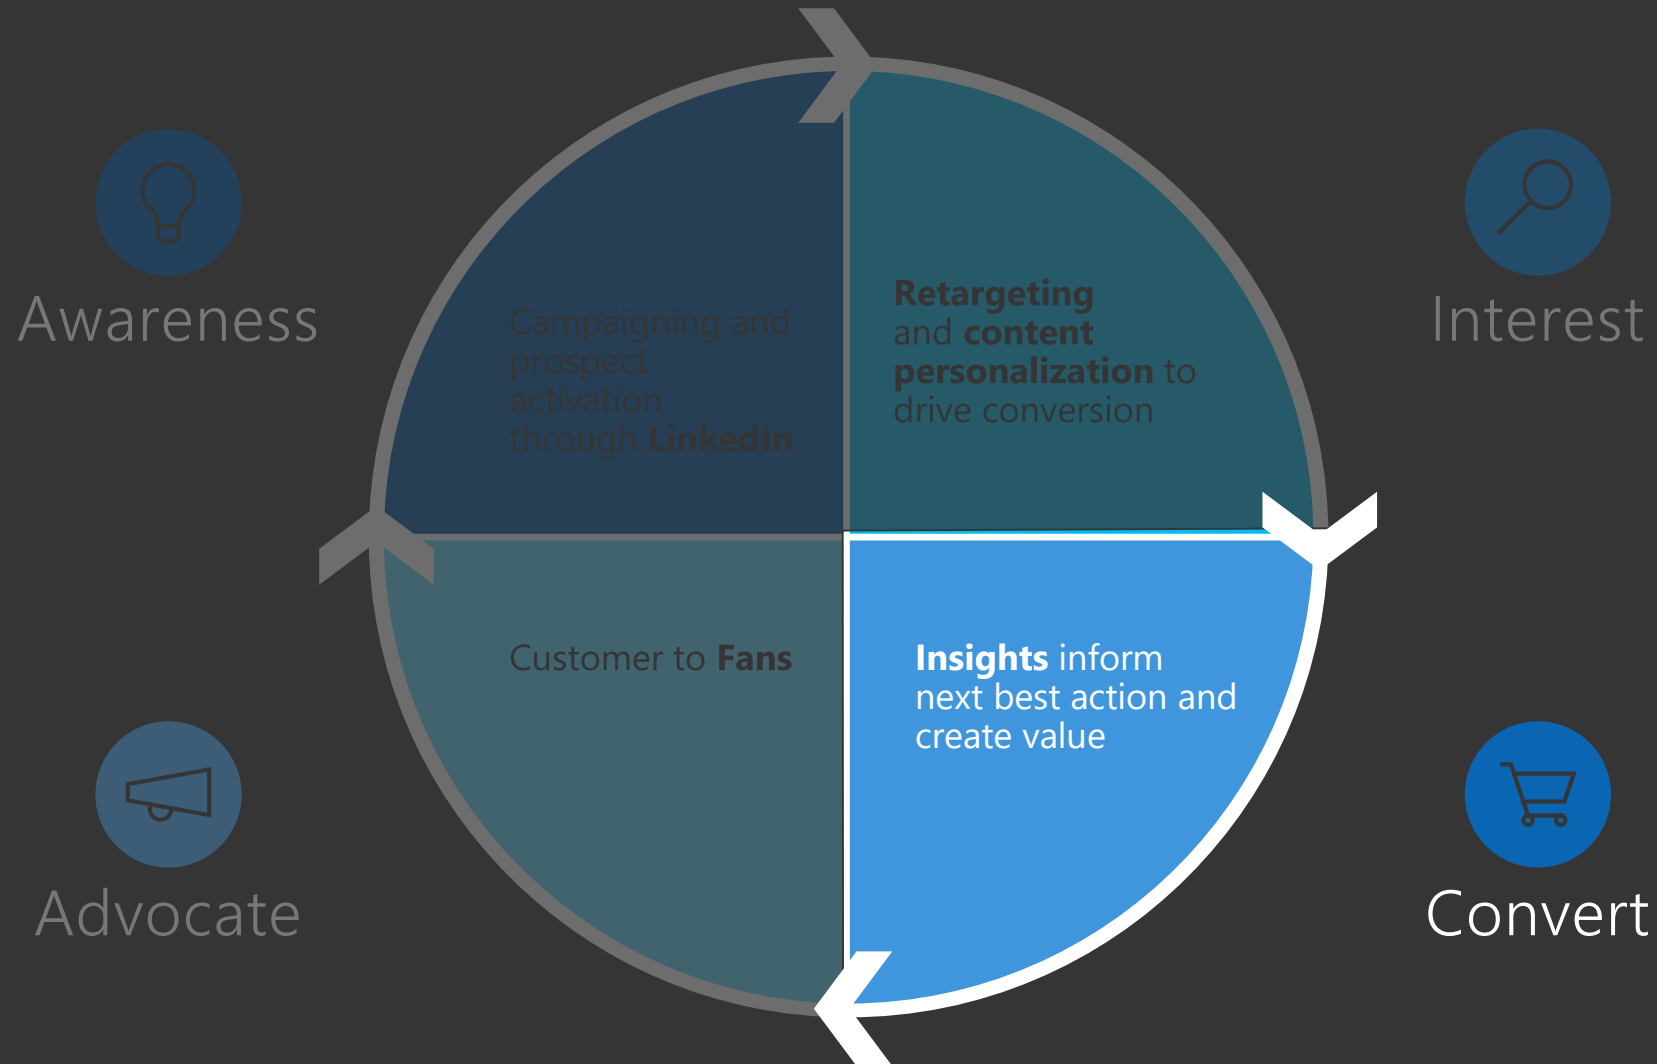 Awareness
Campaigning and
prospect
activation
through LinkedIn
Retargeting
and content
personalization to
drive conversion
Interest
Advocate
Customer to Fans
Insights inform
next best action and
create value
Convert